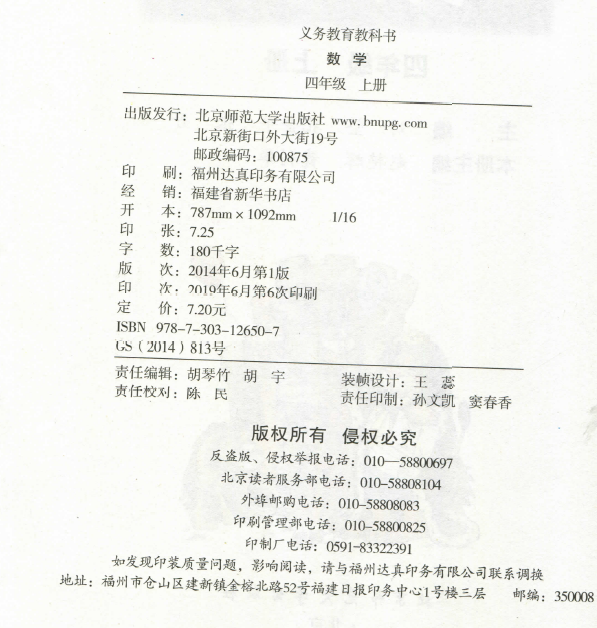 义务教育教科书
数 学
四年级 上册
出版发行：北京师范大学出版社 www.bnupg.com
北京新街口外大街19号
邮政编码：100875
印 刷：福州达真印务有限公司
经 销：福建省新华书店
开 本：787mm×1092mm 1/16
印 张：7.25
字 数：180千字
版 次：2014年6月第1版
印 次：2019年6月第6次印刷
定 价：7.20元
ISBN 978-7-303-12650-7
GS（2014）813号
责任编辑：胡琴竹 胡 宇 装帧设计：王 蕊
责任校对：陈 民 责任印制：孙文凯 窦春香
版权所有 侵权必究
反盗版、侵权举报电话：010—58800697
北京读者服务部电话：010-58808104
外埠邮购电话：010-58808083
印刷管理部电话：010-58800825
印制厂电话：0591-83322391
如发现印装质量问题，影响阅读，请与福州达真印务有限公司联系调换
地址：福州市仓山区建新镇金榕北路52号福建日报印务中心1号楼三层 邮编：350008